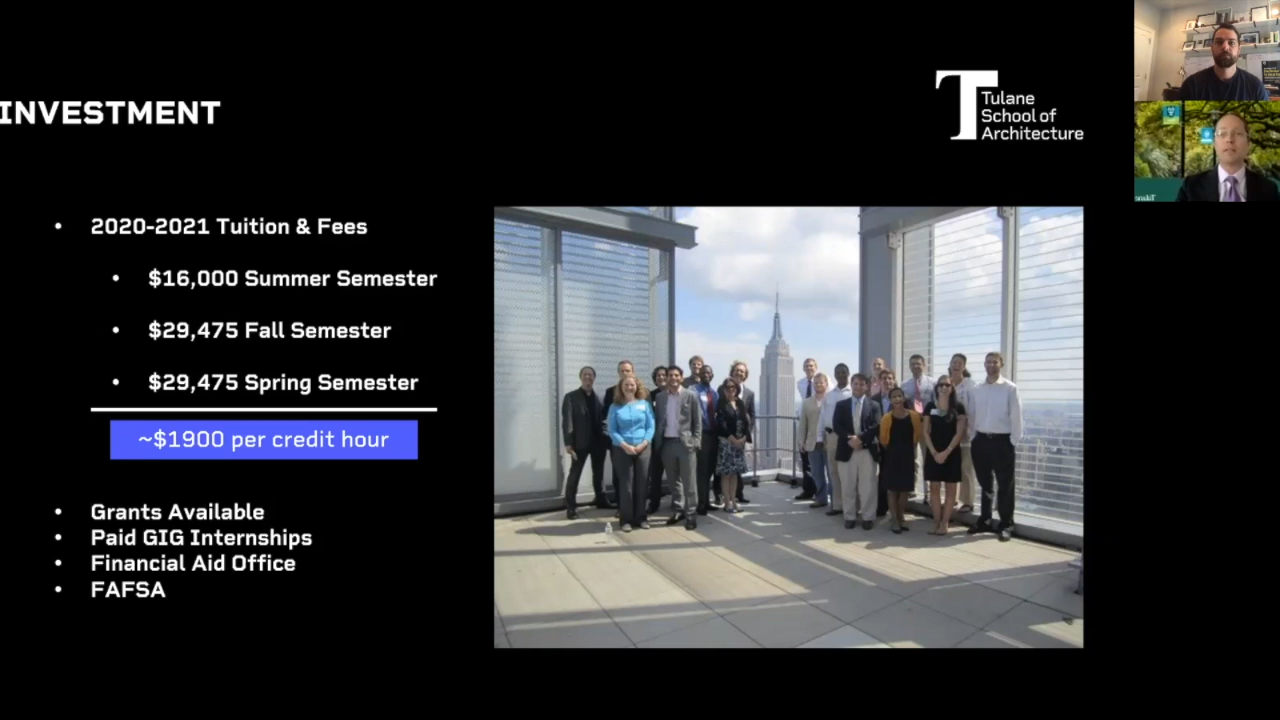 INVESTMENT
Tulane
School of
Architecture
• 2020-2021 Tuition & Fees
• $16,000 Summer Semester
• $29,475 Fall Semester
• $29,475 Spring Semester
~$1900 per credit hour
• Grants Available
• Paid GIG Internships
• Financial Aid Office
• FAFSA